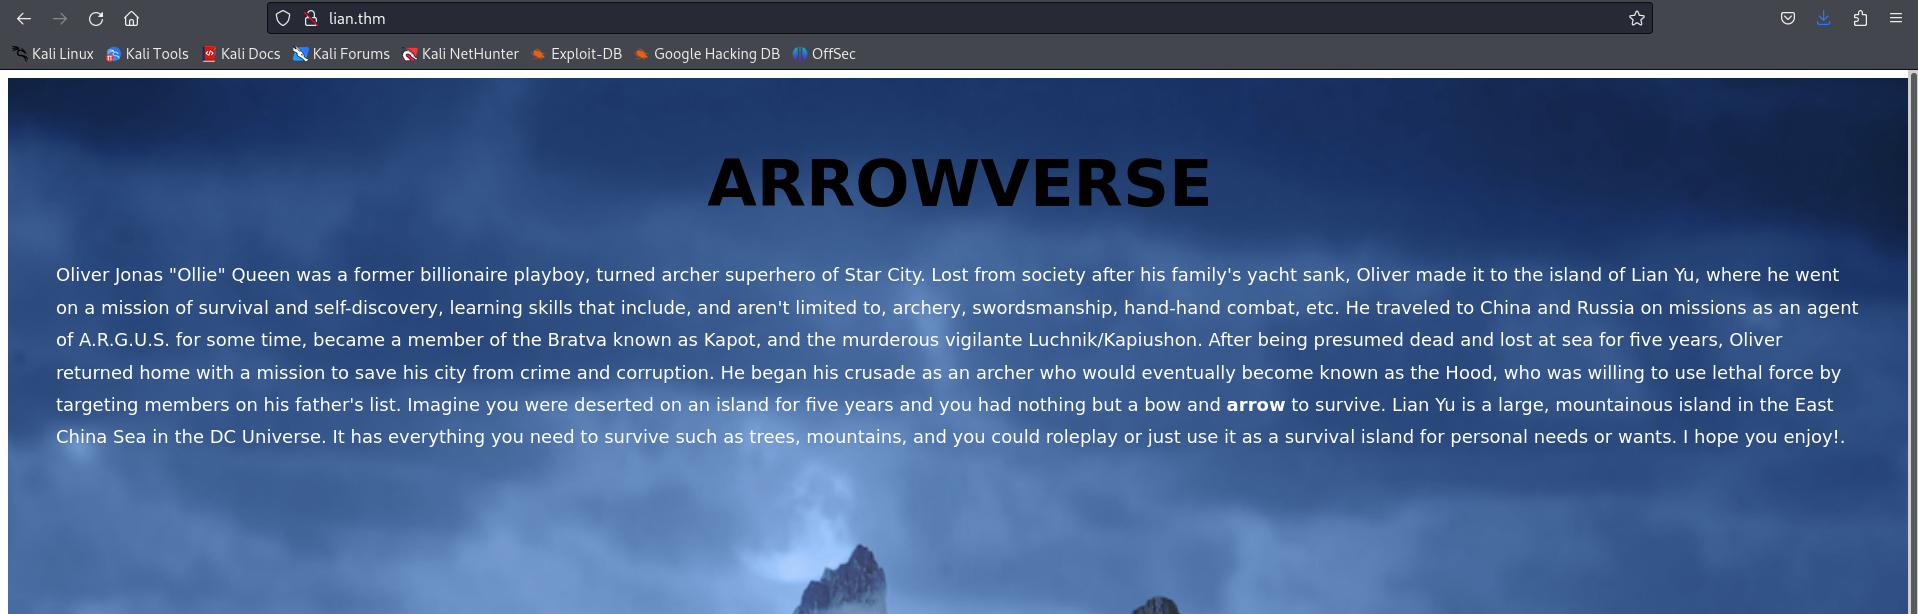 lian.thm
Kali Linux Kali Tools Kali Docs Kali Forums Kali NetHunter Exploit-DB Google Hacking DB OffSec
ARROWVERSE
Oliver Jonas "Ollie" Queen was a former billionaire playboy, turned archer superhero of Star City. Lost from society after his family's yacht sank, Oliver made it to the island of Lian Yu, where he went
on a mission of survival and self-discovery, learning skills that include, and aren't limited to, archery, swordsmanship, hand-hand combat, etc. He traveled to China and Russia on missions as an agent
of A.R.G.U.S. for some time, became a member of the Bratva known as Kapot, and the murderous vigilante Luchnik/Kapiushon. After being presumed dead and lost at sea for five years, Oliver
returned home with a mission to save his city from crime and corruption. He began his crusade as an archer who would eventually become known as the Hood, who was willing to use lethal force by
targeting members on his father's list. Imagine you were deserted on an island for five years and you had nothing but a bow and arrow to survive. Lian Yu is a large, mountainous island in the East
China Sea in the DC Universe. It has everything you need to survive such as trees, mountains, and you could roleplay or just use it as a survival island for personal needs or wants. I hope you enjoy!.